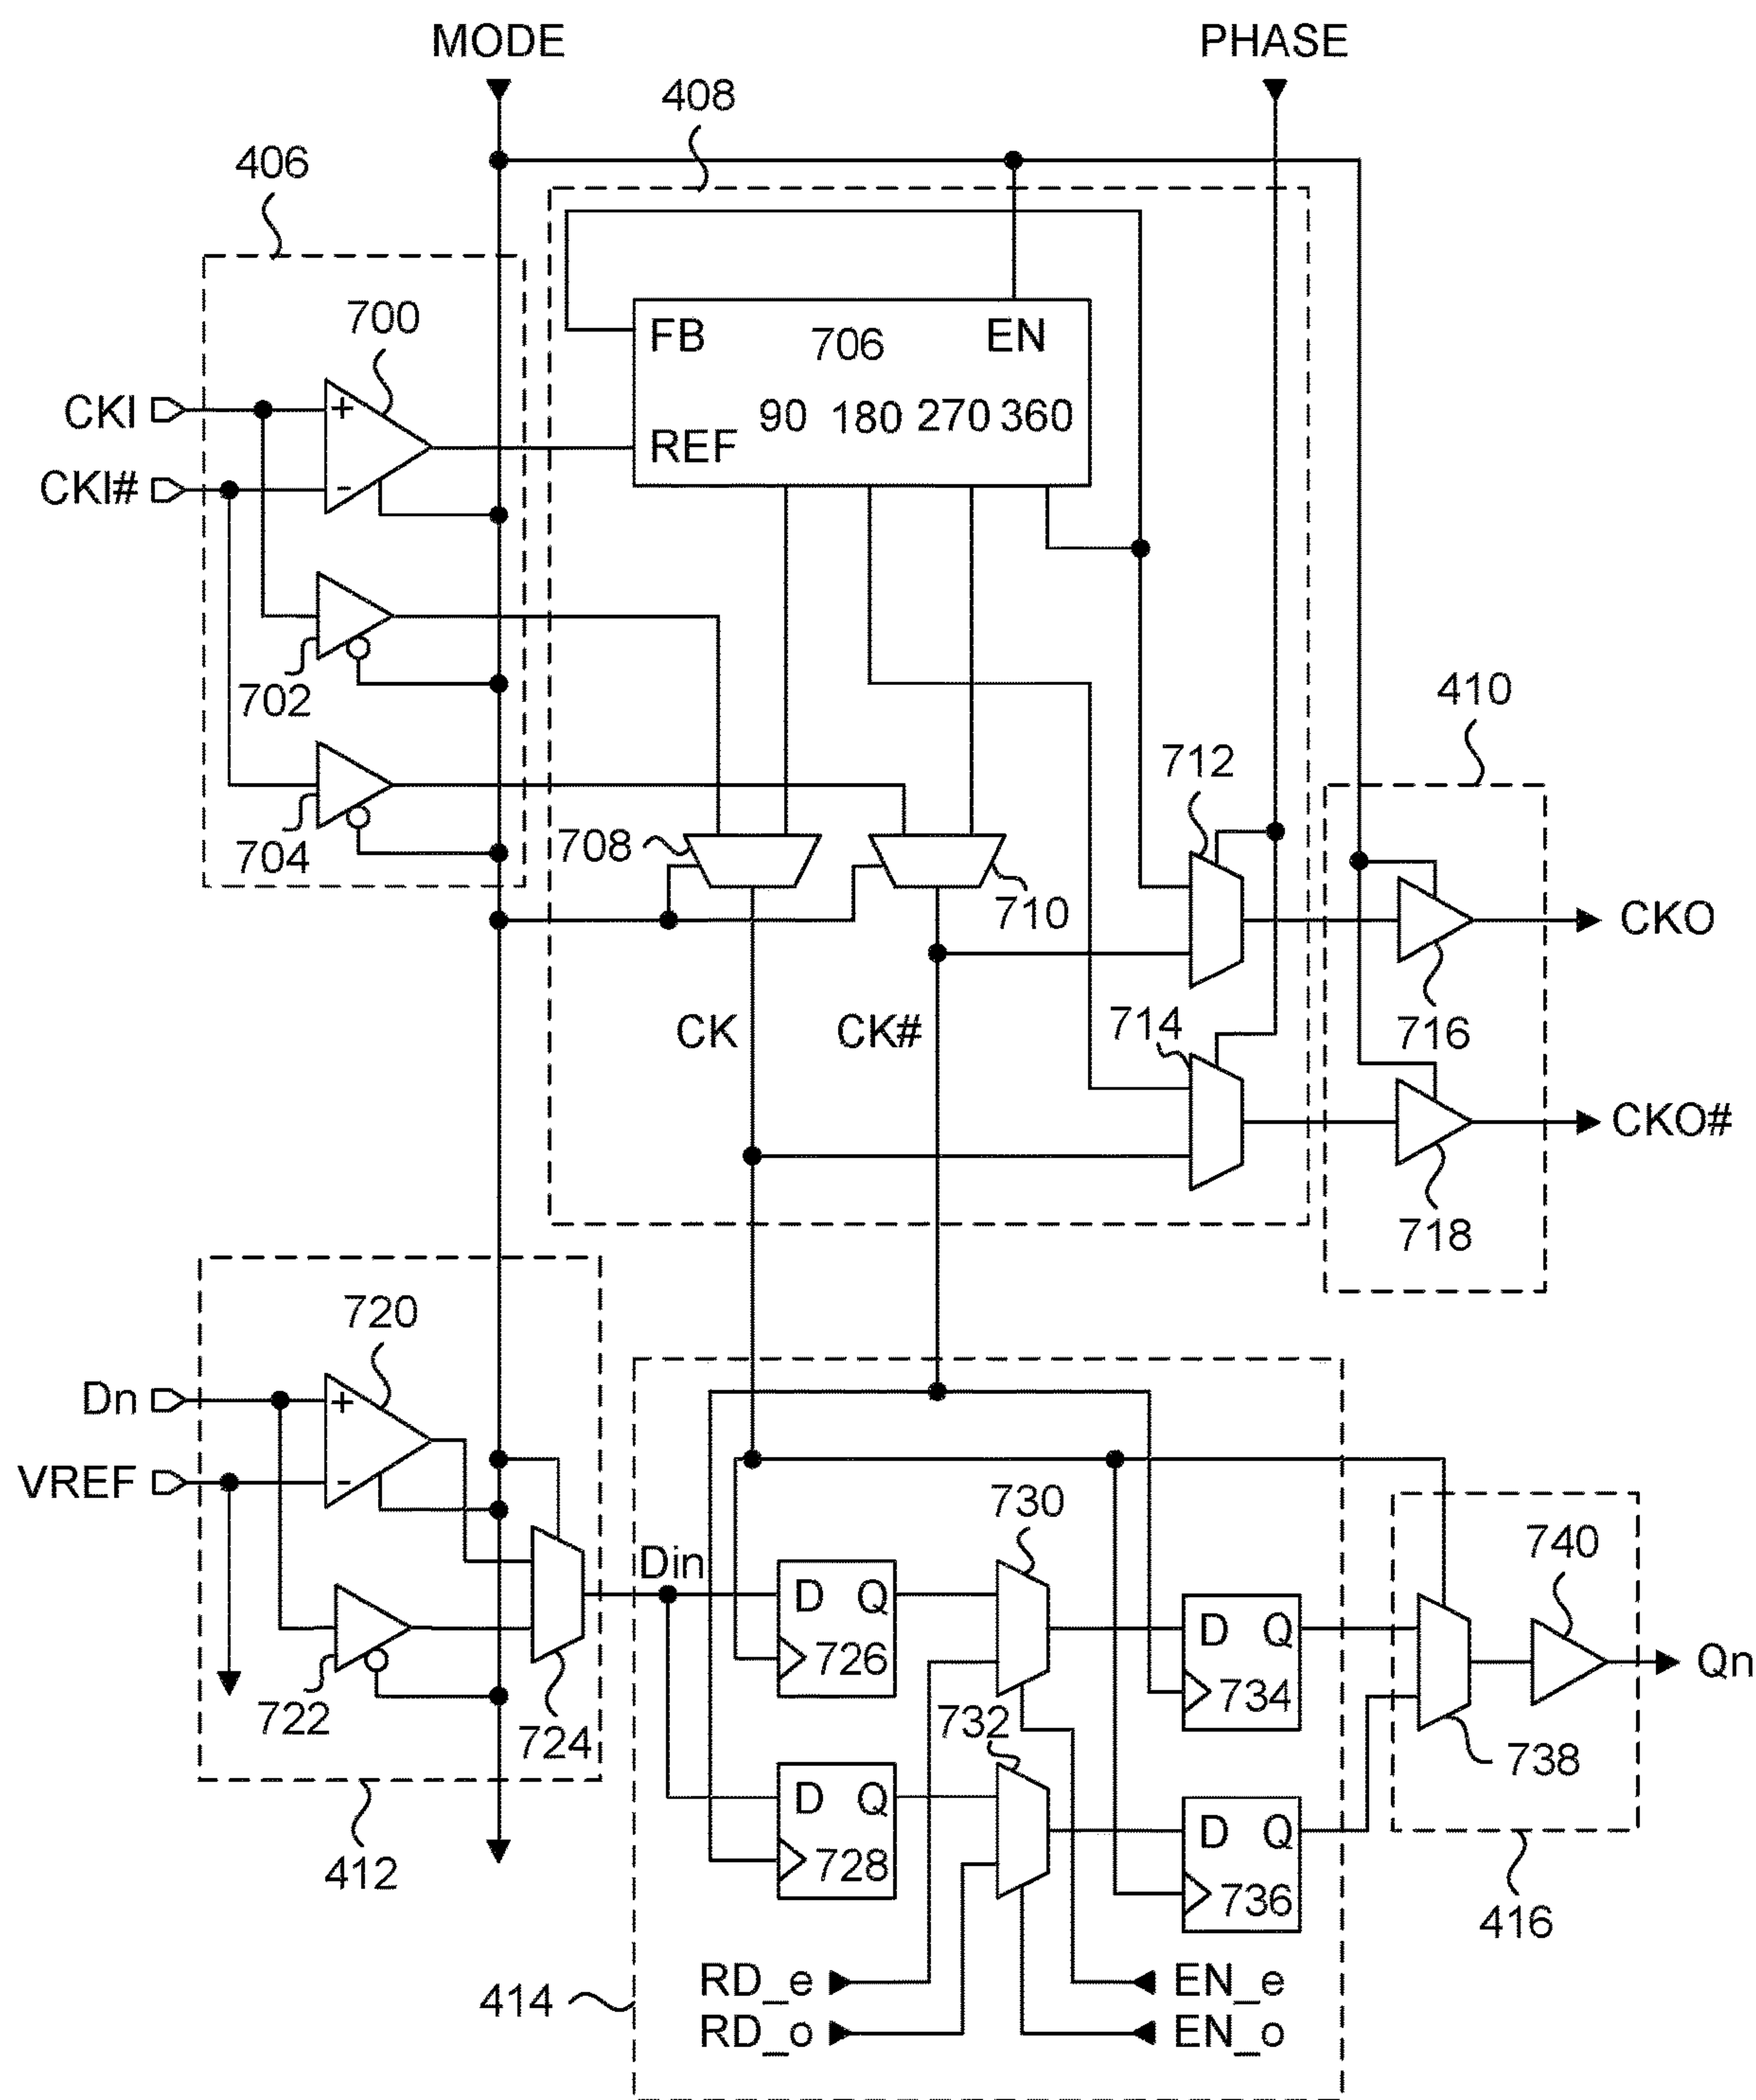 MODE PHASE
408
406
700
FB 706 EN
CKI +
90 180 270 360
REF
CKI# -
702
410
712
704 708
710
CKO
CK CK# 714 716
CKO#
718
720
Dn +
VREF -
730
740
Din
D Q
D Q
726
Qn
722 734
732
724
738
D Q
D Q
412 728
736
416
RD_e EN_e
414
RD_o EN_o